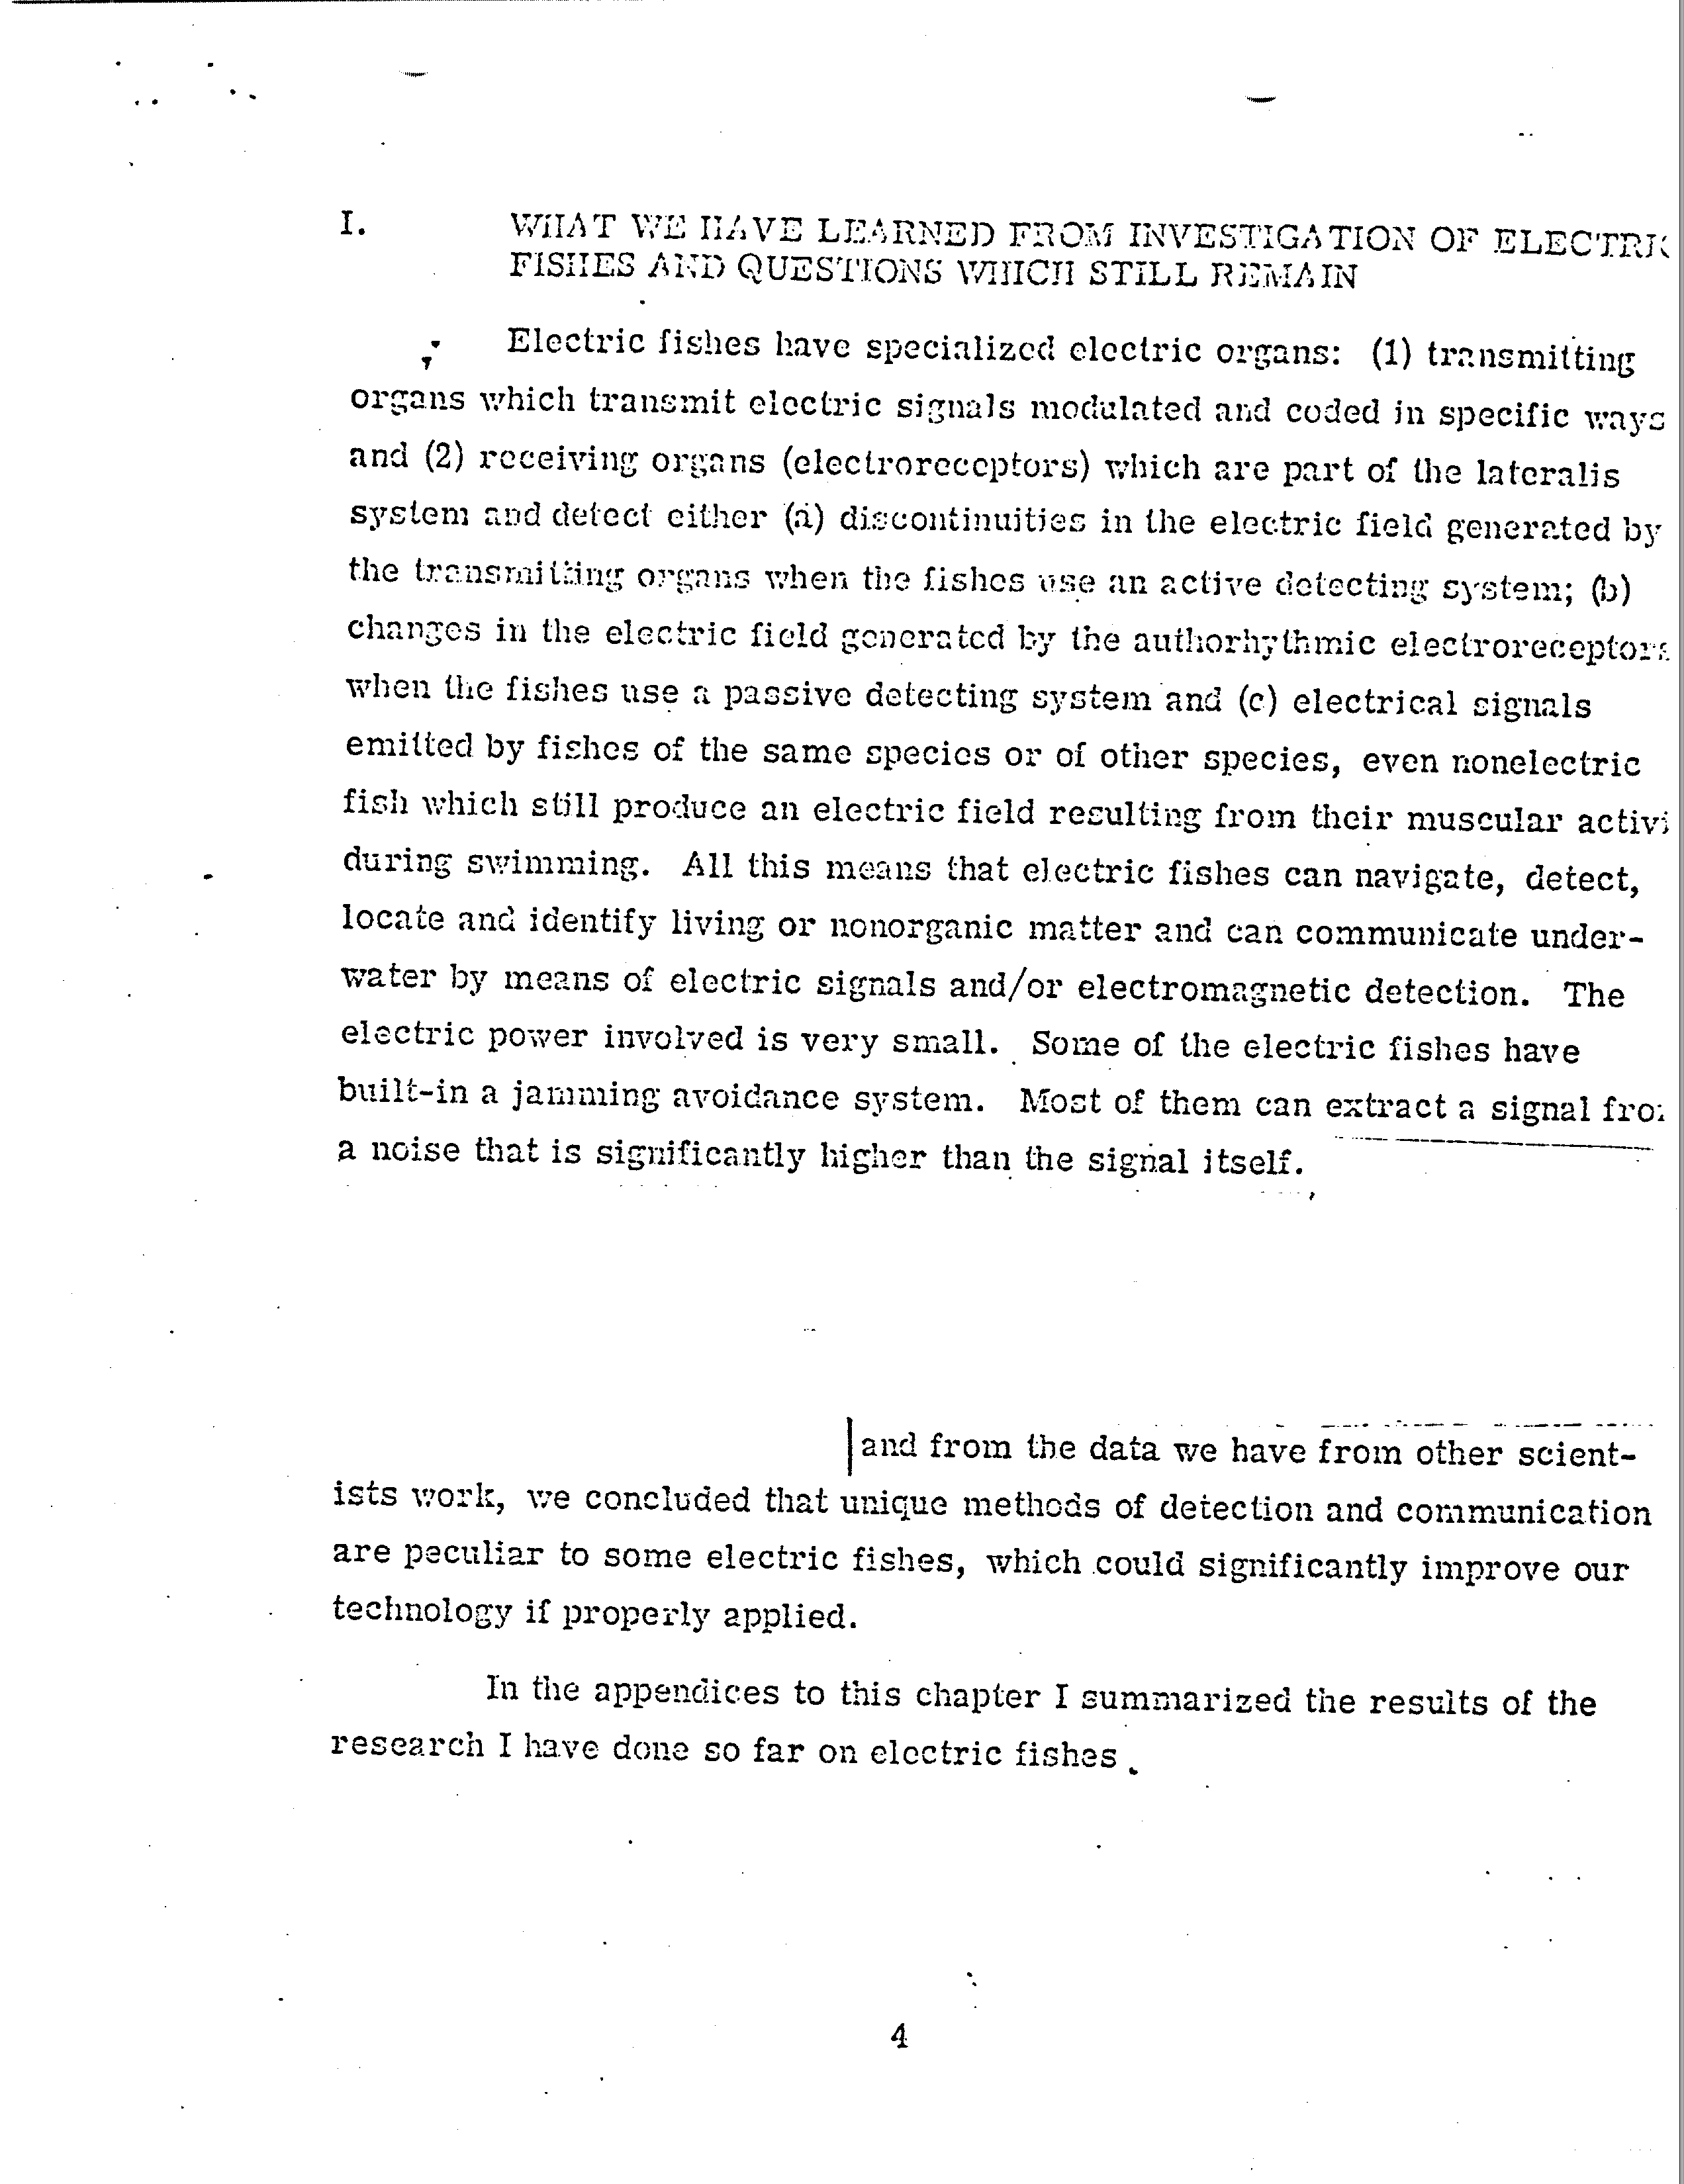 I. WHAT WE HAVE LEARNED FROM INVESTIGATION OF ELECTRIC
FISHES AND QUESTIONS WHICH STILL REMAIN
Electric fishes have specialized electric organs: (1) transmitting
organs which transmit electric signals modulated and coded in specific ways
and (2) receiving organs (electroreceptors) which are part of the lateralis
system and detect either (a) discontinuities in the electric field generated by
the transmitting organs when the fishes use an active detecting system; (b)
changes in the electric field generated by the authorhythmic electroreceptors
when the fishes use a passive detecting system and (c) electrical signals
emitted by fishes of the same species or of other species, even nonelectric
fish which still produce an electric field resulting from their muscular activi
during swimming. All this means that electric fishes can navigate, detect,
locate and identify living or nonorganic matter and can communicate under-
water by means of electric signals and/or electromagnetic detection. The
electric power involved is very small. Some of the electric fishes have
built-in a jamming avoidance system. Most of them can extract a signal fro
a noise that is significantly higher than the signal itself.
and from the data we have from other scient-
ists work, we concluded that unique methods of detection and communication
are peculiar to some electric fishes, which could significantly improve our
technology if properly applied.
In the appendices to this chapter I summarized the results of the
research I have done so far on electric fishes.
4